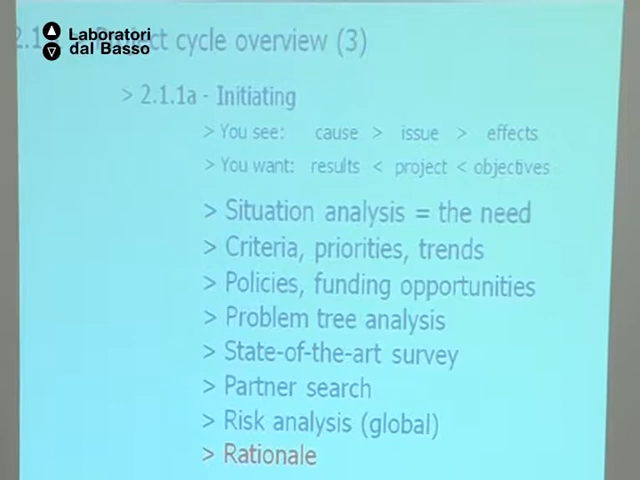 2.1
Laboratori
dal Basso
ct cycle overview (3)
> 2.1.1a - Initiating
> You see: cause > issue > effects
> You want: results < project < objectives
> Situation analysis = the need
> Criteria, priorities, trends
> Policies, funding opportunities
> Problem tree analysis
> State-of-the-art survey
> Partner search
> Risk analysis (global)
> Rationale